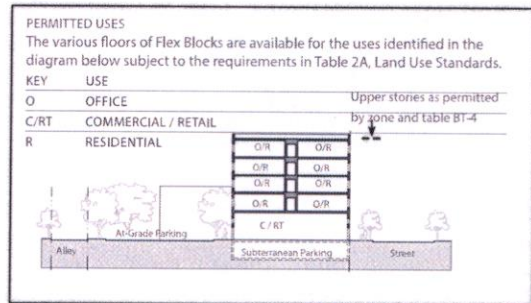 PERMITTED USES
The various floors of Flex Blocks are available for the uses identified in the
diagram below subject to the requirements in Table 2A, Land Use Standards.
KEY USE
O OFFICE
C/RT COMMERCIAL / RETAIL
R RESIDENTIAL
Upper stories as permitted
by zone and table BT-4
O/R O/R
O/R O/R
O/R O/R
O/R O/R
C / RT
At-Grade Parking
Alley
Subterranean Parking
Street